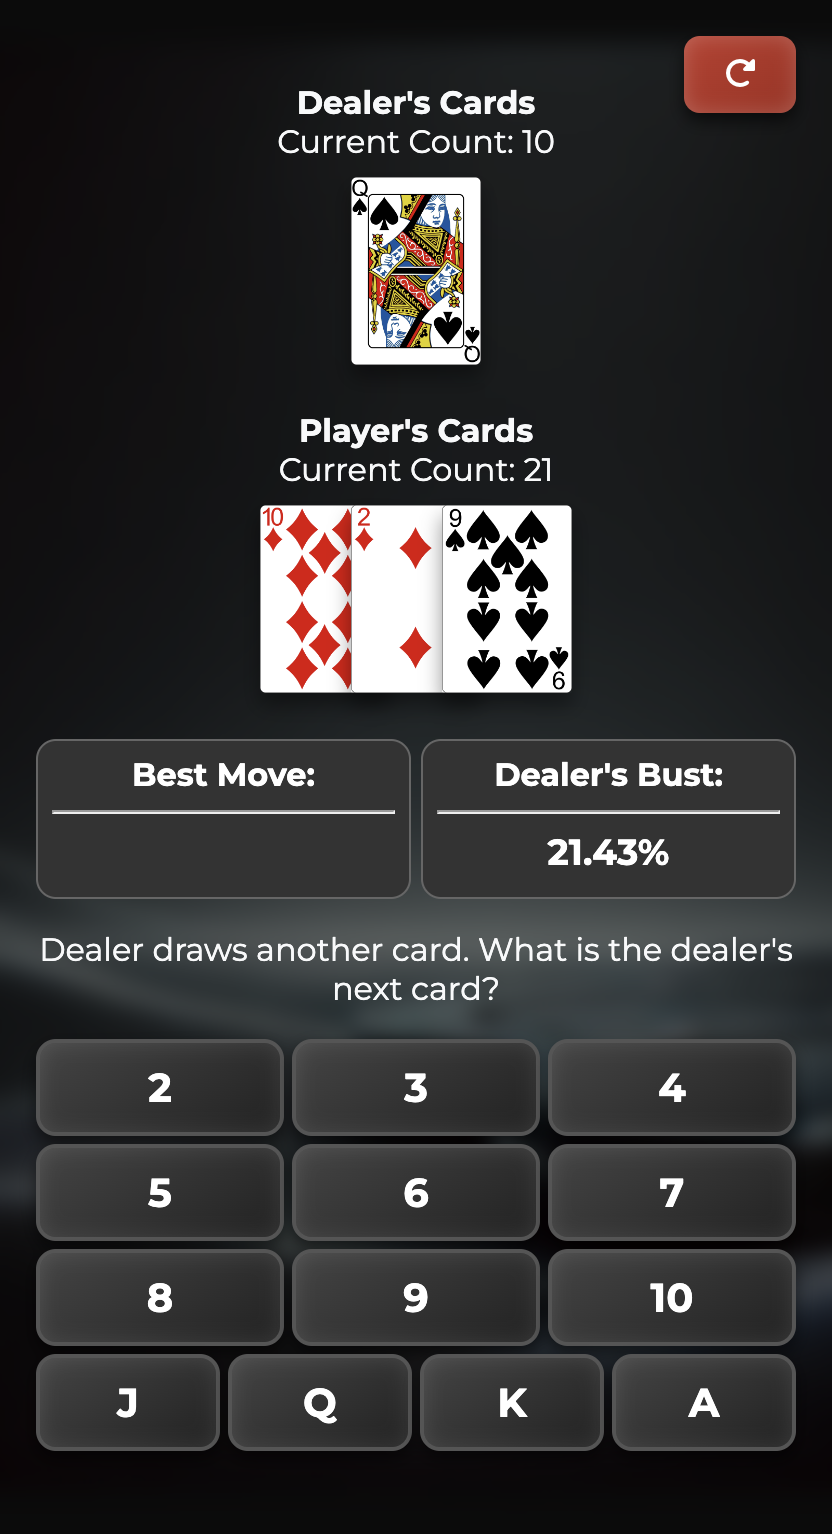 Dealer's Cards
Current Count: 10
Q
Q
Player's Cards
Current Count: 21
10 2 9
9
Best Move: Dealer's Bust:
21.43%
Dealer draws another card. What is the dealer's
next card?
2 3 4
5 6 7
8 9 10
J Q K A